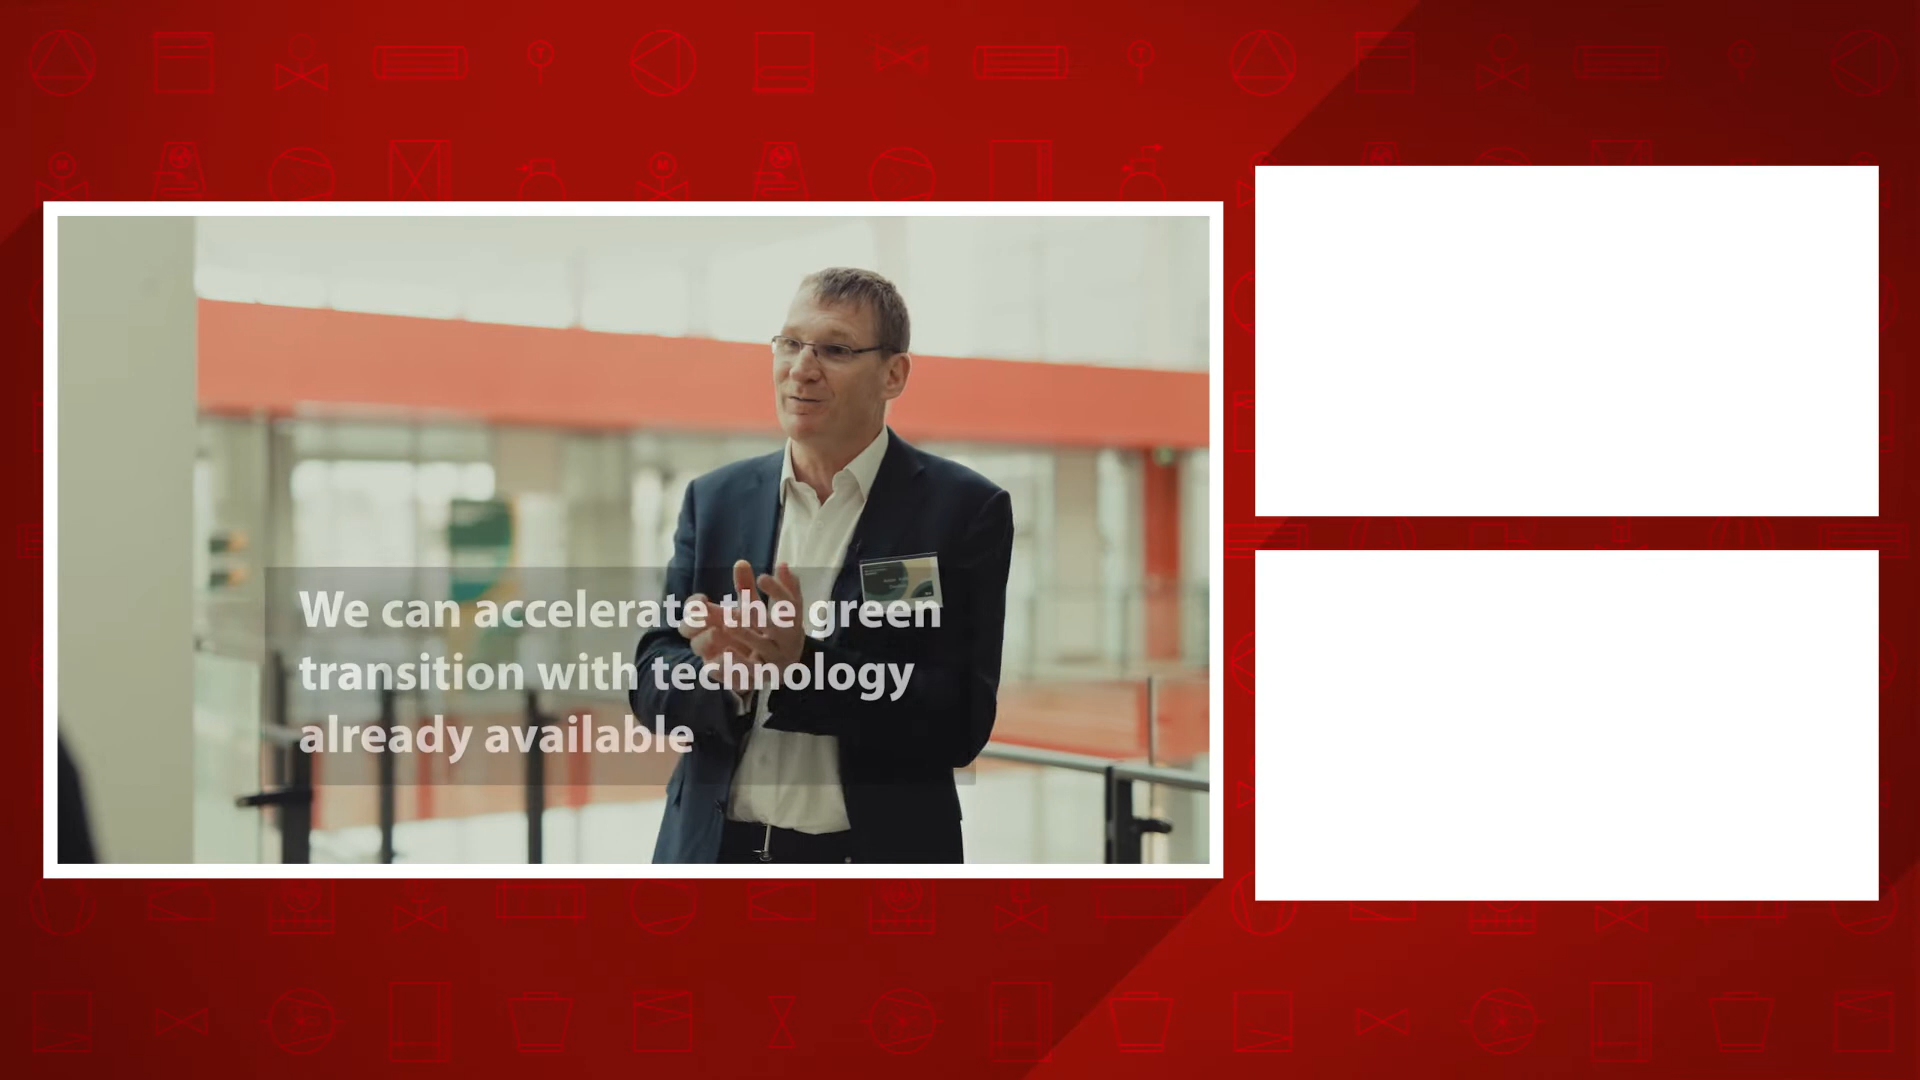 We can accelerate the green
transition with technology
already available